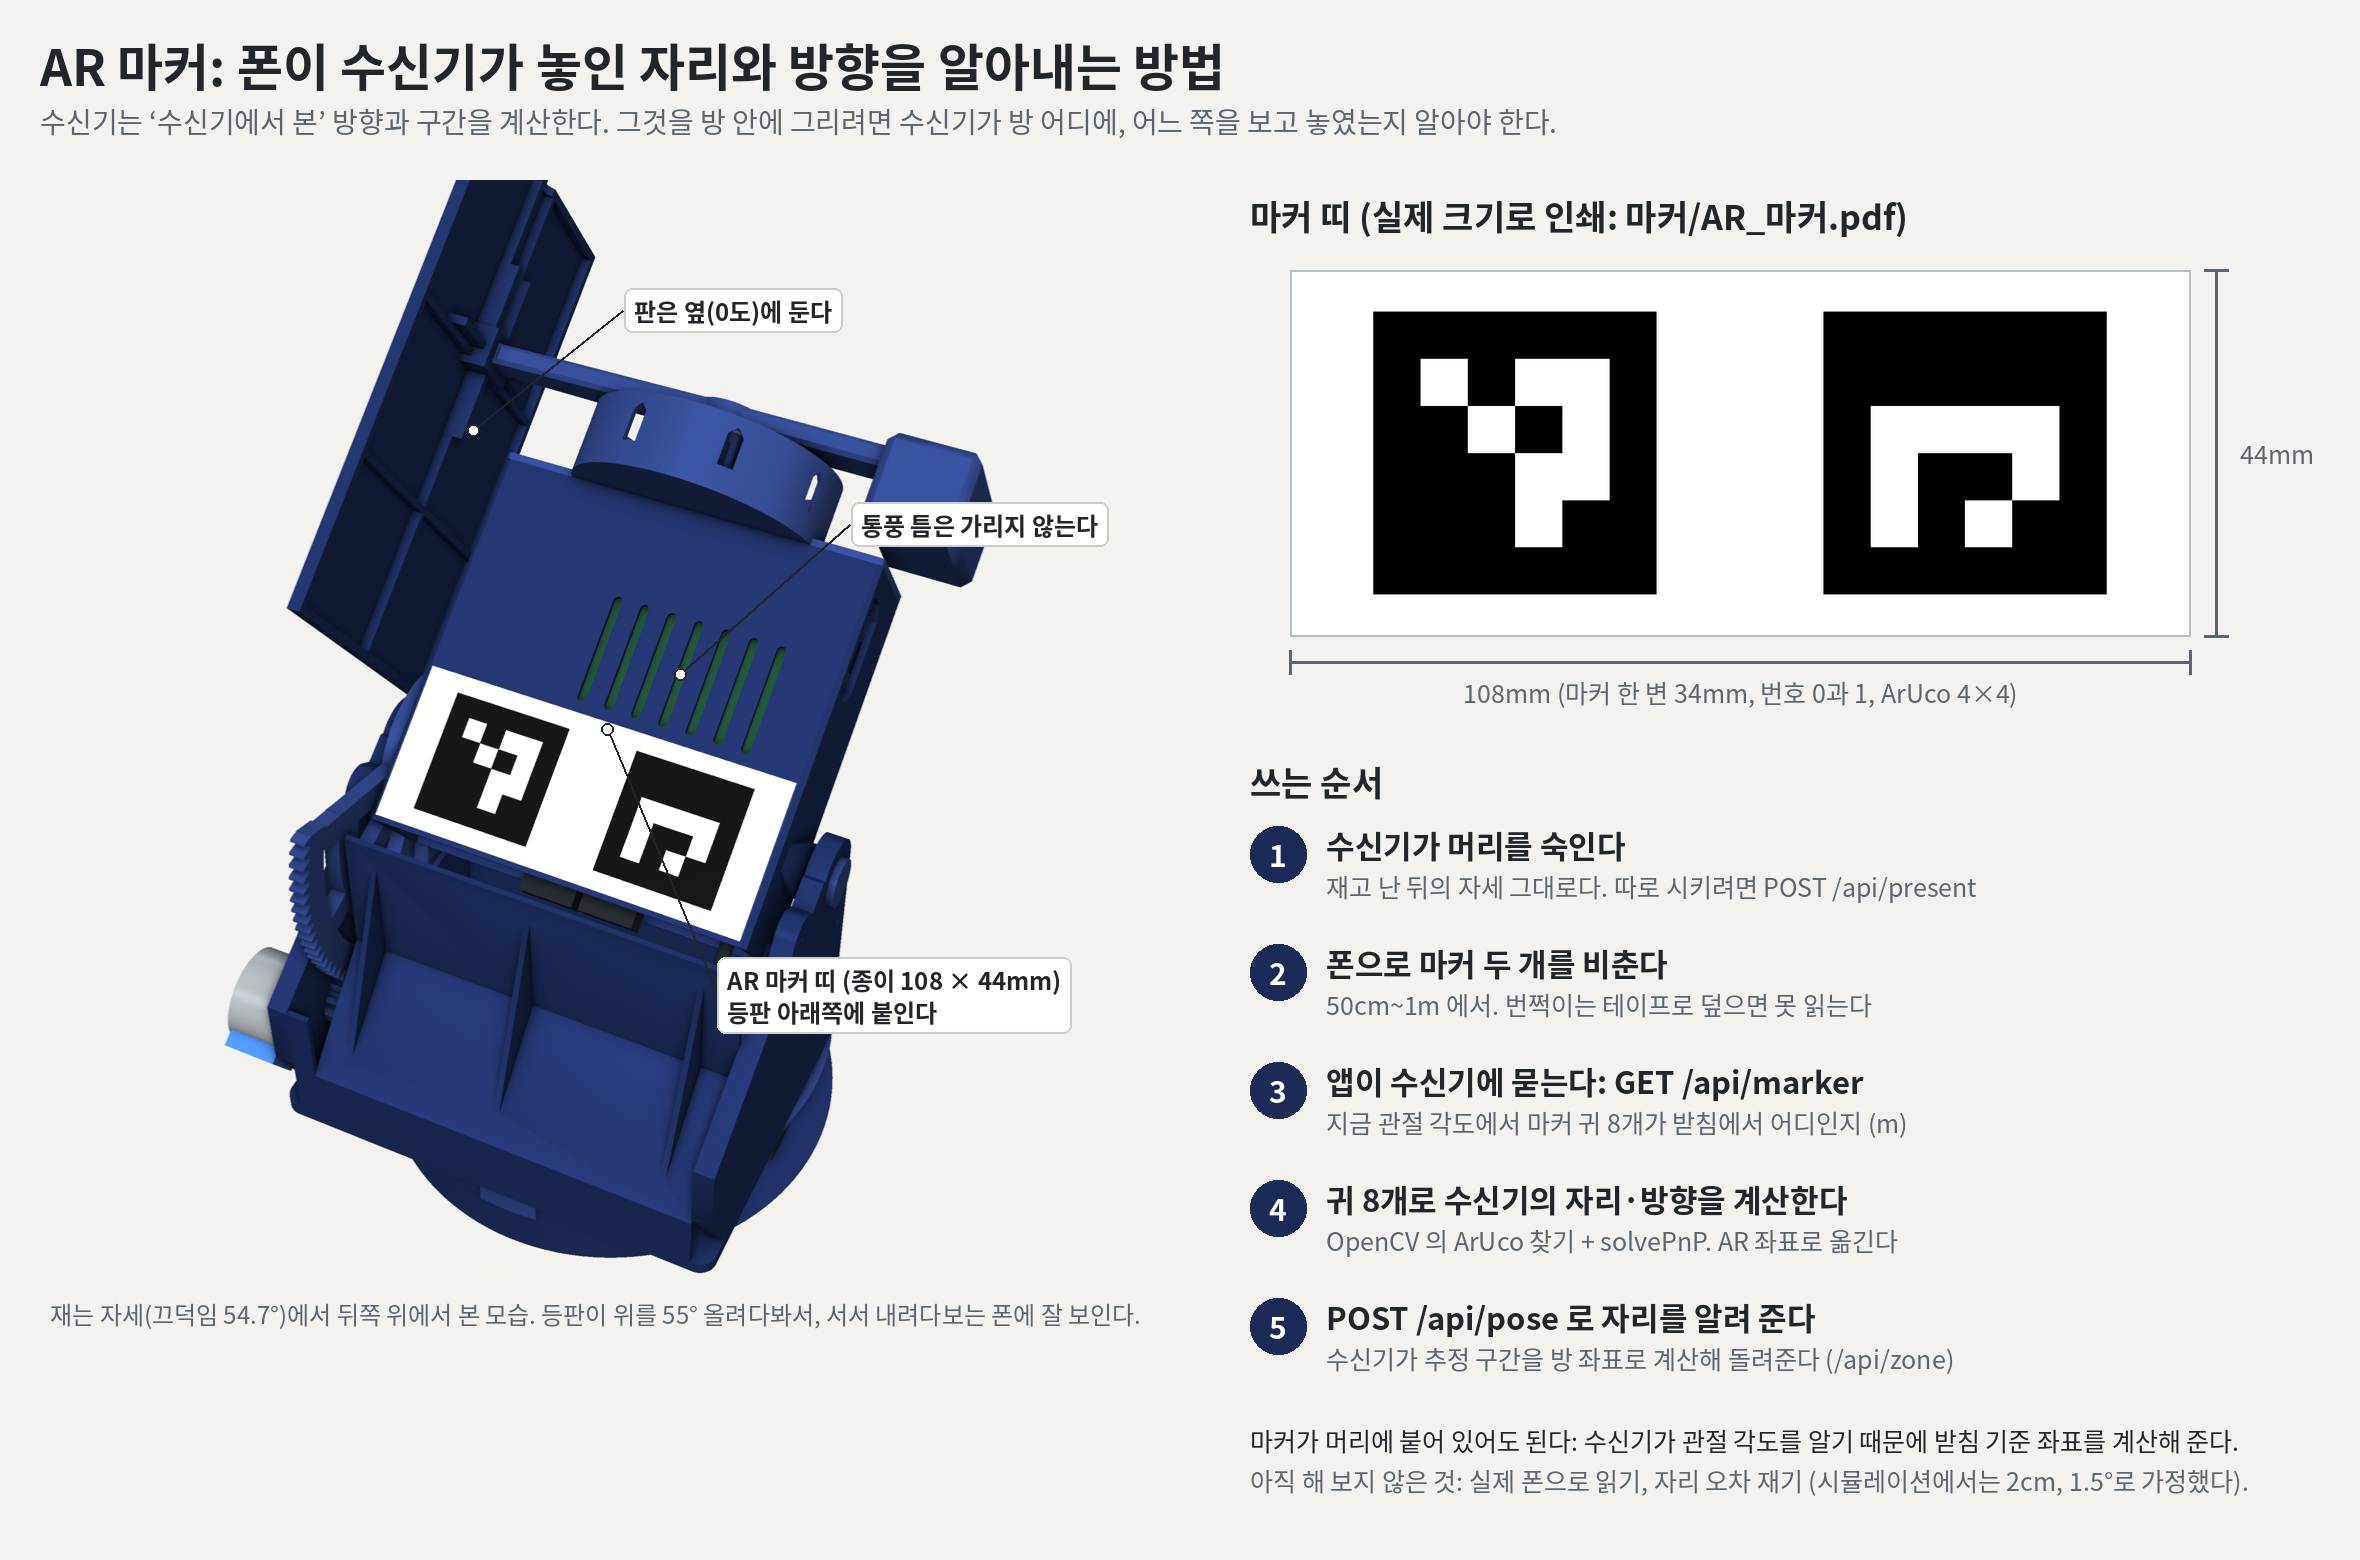 AR 마커: 폰이 수신기가 놓인 자리와 방향을 알아내는 방법
수신기는 ‘수신기에서 본’ 방향과 구간을 계산한다. 그것을 방 안에 그리려면 수신기가 방 어디에, 어느 쪽을 보고 놓였는지 알아야 한다.
판은 옆(0도)에 둔다
통풍 틈은 가리지 않는다
AR 마커 띠 (종이 108 × 44mm)
등판 아래쪽에 붙인다
재는 자세(끄덕임 54.7°)에서 뒤쪽 위에서 본 모습. 등판이 위를 55° 올려다봐서, 서서 내려다보는 폰에 잘 보인다.
마커 띠 (실제 크기로 인쇄: 마커/AR_마커.pdf)
44mm
108mm (마커 한 변 34mm, 번호 0과 1, ArUco 4×4)
쓰는 순서
1 수신기가 머리를 숙인다
재고 난 뒤의 자세 그대로다. 따로 시키려면 POST /api/present
2 폰으로 마커 두 개를 비춘다
50cm~1m 에서. 번쩍이는 테이프로 덮으면 못 읽는다
3 앱이 수신기에 묻는다: GET /api/marker
지금 관절 각도에서 마커 귀 8개가 받침에서 어디인지 (m)
4 귀 8개로 수신기의 자리·방향을 계산한다
OpenCV 의 ArUco 찾기 + solvePnP. AR 좌표로 옮긴다
5 POST /api/pose 로 자리를 알려 준다
수신기가 추정 구간을 방 좌표로 계산해 돌려준다 (/api/zone)
마커가 머리에 붙어 있어도 된다: 수신기가 관절 각도를 알기 때문에 받침 기준 좌표를 계산해 준다.
아직 해 보지 않은 것: 실제 폰으로 읽기, 자리 오차 재기 (시뮬레이션에서는 2cm, 1.5°로 가정했다).